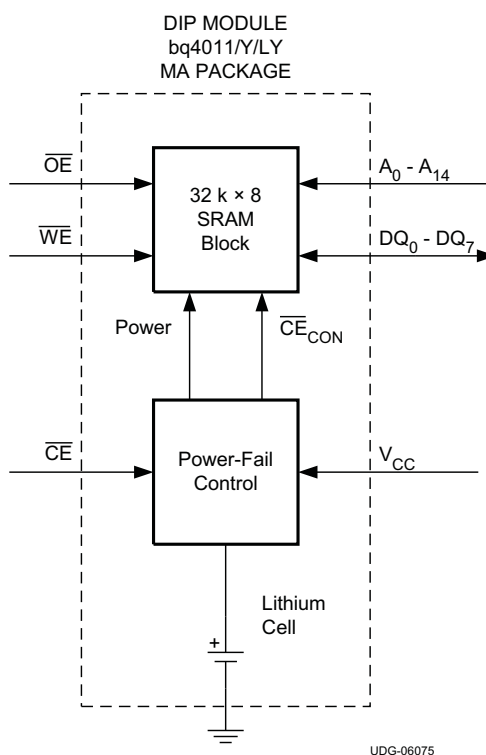 DIP MODULE
bq4011/Y/LY
MA PACKAGE
OE
A0 - A14
32 k × 8
SRAM
Block
WE
DQ0 - DQ7
Power
CECON
CE
Power-Fail
Control
VCC
Lithium
Cell
+
UDG-06075